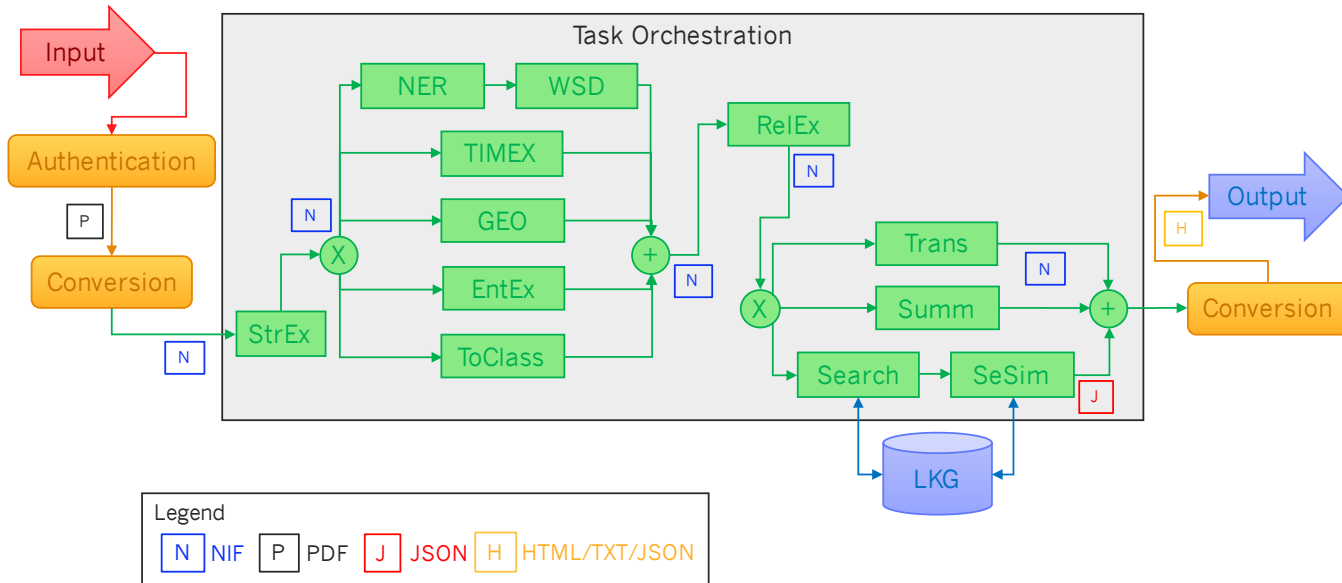 Task Orchestration
Input
NER
WSD
RelEx
Authentication
TIMEX
N
P
N
GEO
Output
H
X
+
Trans
N
Conversion
EntEx
N
X
Summ
+
Conversion
StrEx
N
ToClass
Search
SeSim
J
LKG
Legend
N NIF P PDF J JSON H HTML/TXT/JSON